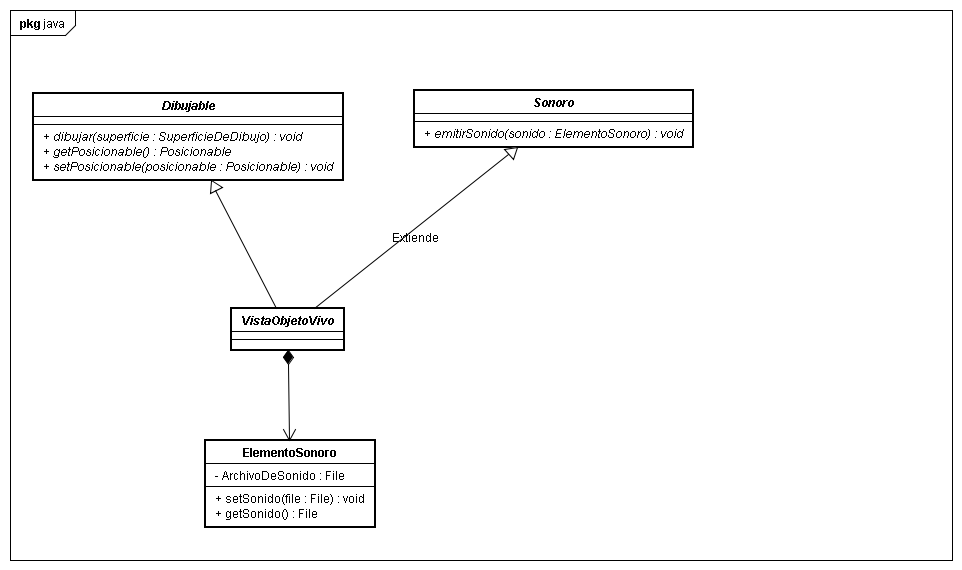 pkg java
Dibujable
+ dibujar(superficie : SuperficieDeDibujo) : void
+ getPosicionable() : Posicionable
+ setPosicionable(posicionable : Posicionable) : void
Sonoro
+ emitirSonido(sonido : ElementoSonoro) : void
Extiende
VistaObjetoVivo
ElementoSonoro
- ArchivoDeSonido : File
+ setSonido(file : File) : void
+ getSonido() : File